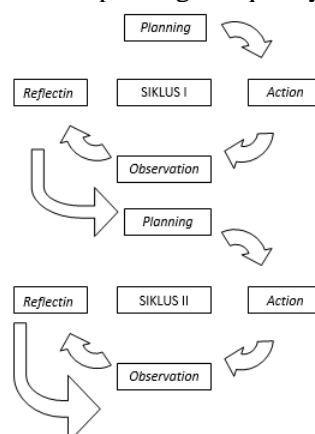 Planning
Reflectin SIKLUS I Action
Observation
Planning
Reflectin SIKLUS II Action
Observation